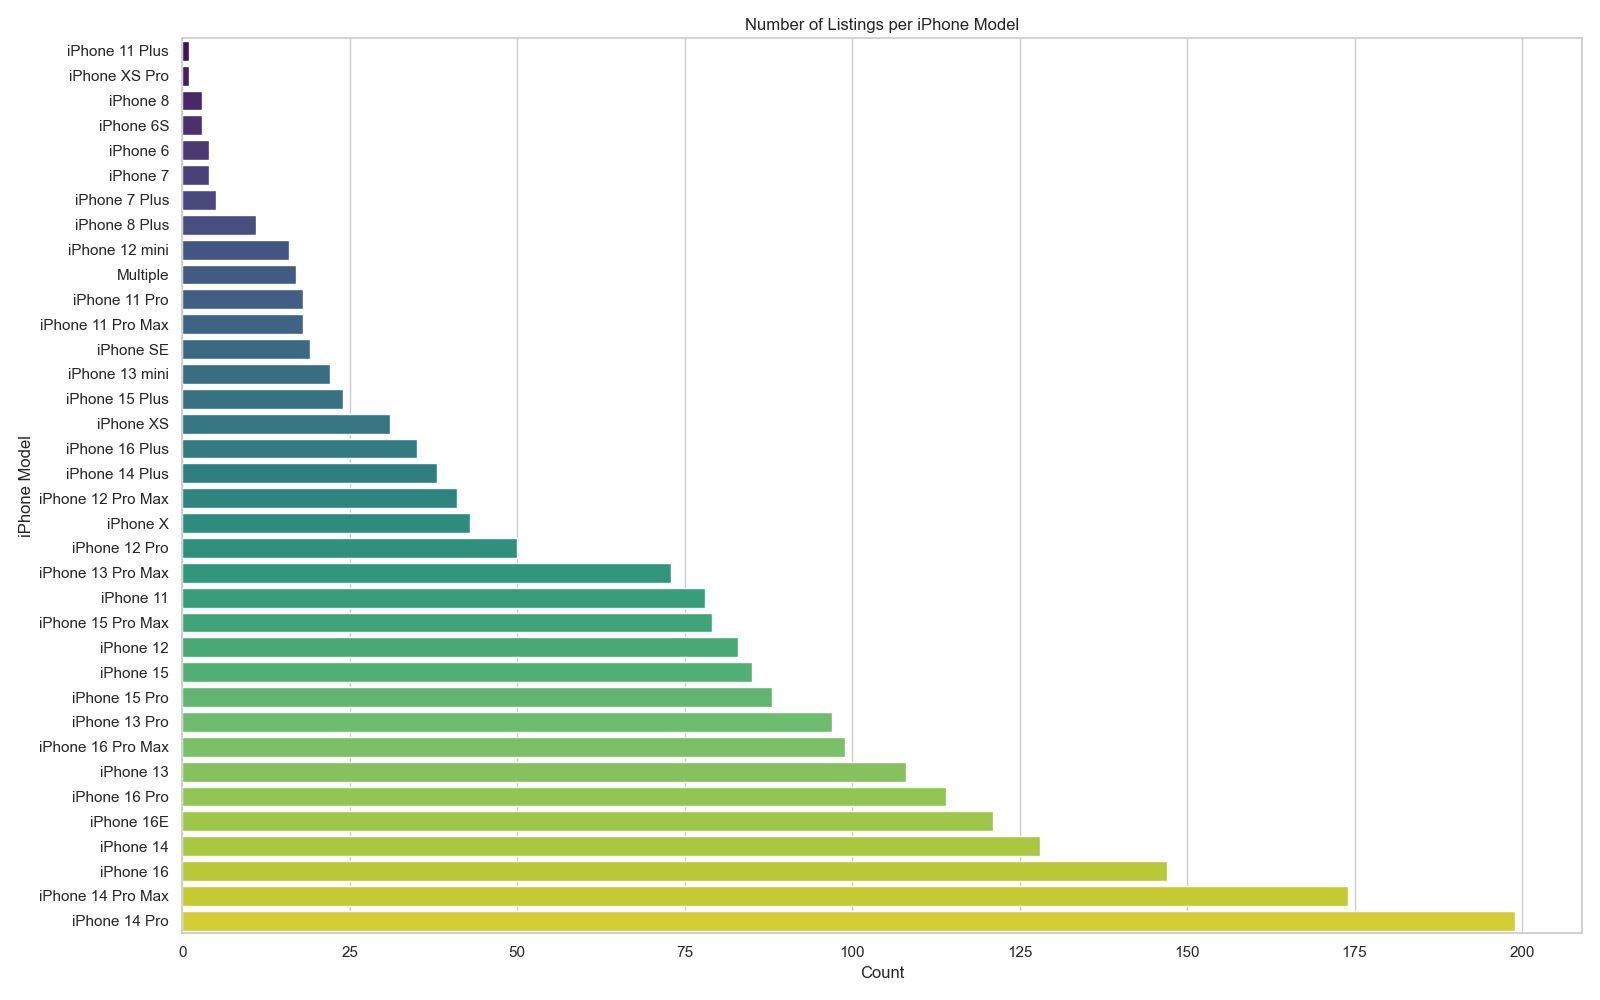 Number of Listings per iPhone Model
iPhone Model
iPhone 11 Plus
iPhone XS Pro
iPhone 8
iPhone 6S
iPhone 6
iPhone 7
iPhone 7 Plus
iPhone 8 Plus
iPhone 12 mini
Multiple
iPhone 11 Pro
iPhone 11 Pro Max
iPhone SE
iPhone 13 mini
iPhone 15 Plus
iPhone XS
iPhone 16 Plus
iPhone 14 Plus
iPhone 12 Pro Max
iPhone X
iPhone 12 Pro
iPhone 13 Pro Max
iPhone 11
iPhone 15 Pro Max
iPhone 12
iPhone 15
iPhone 15 Pro
iPhone 13 Pro
iPhone 16 Pro Max
iPhone 13
iPhone 16 Pro
iPhone 16E
iPhone 14
iPhone 16
iPhone 14 Pro Max
iPhone 14 Pro
0 25 50 75 100 125 150 175 200
Count